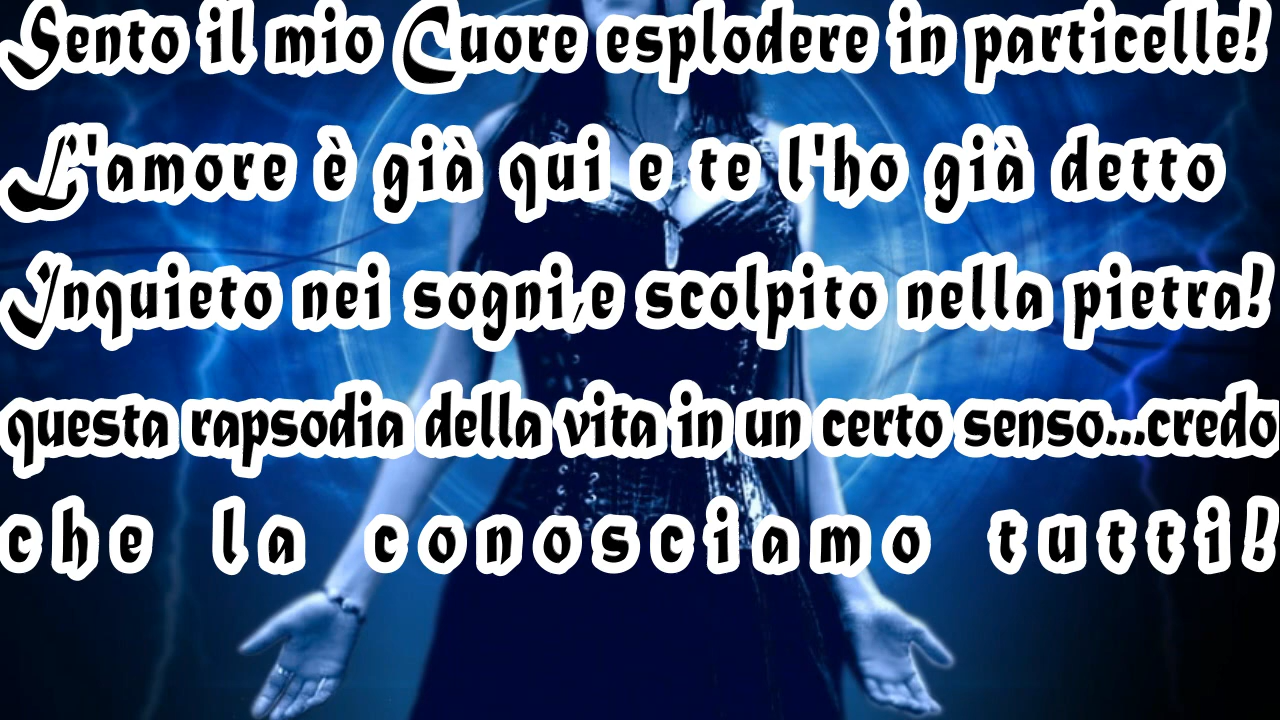 Sento il mio Cuore esplodere in particelle!
L'amore è già qui e te l'ho già detto
Inquieto nei sogni,e scolpito nella pietra!
questa rapsodia della vita in un certo senso...credo
che la conosciamo tutti!